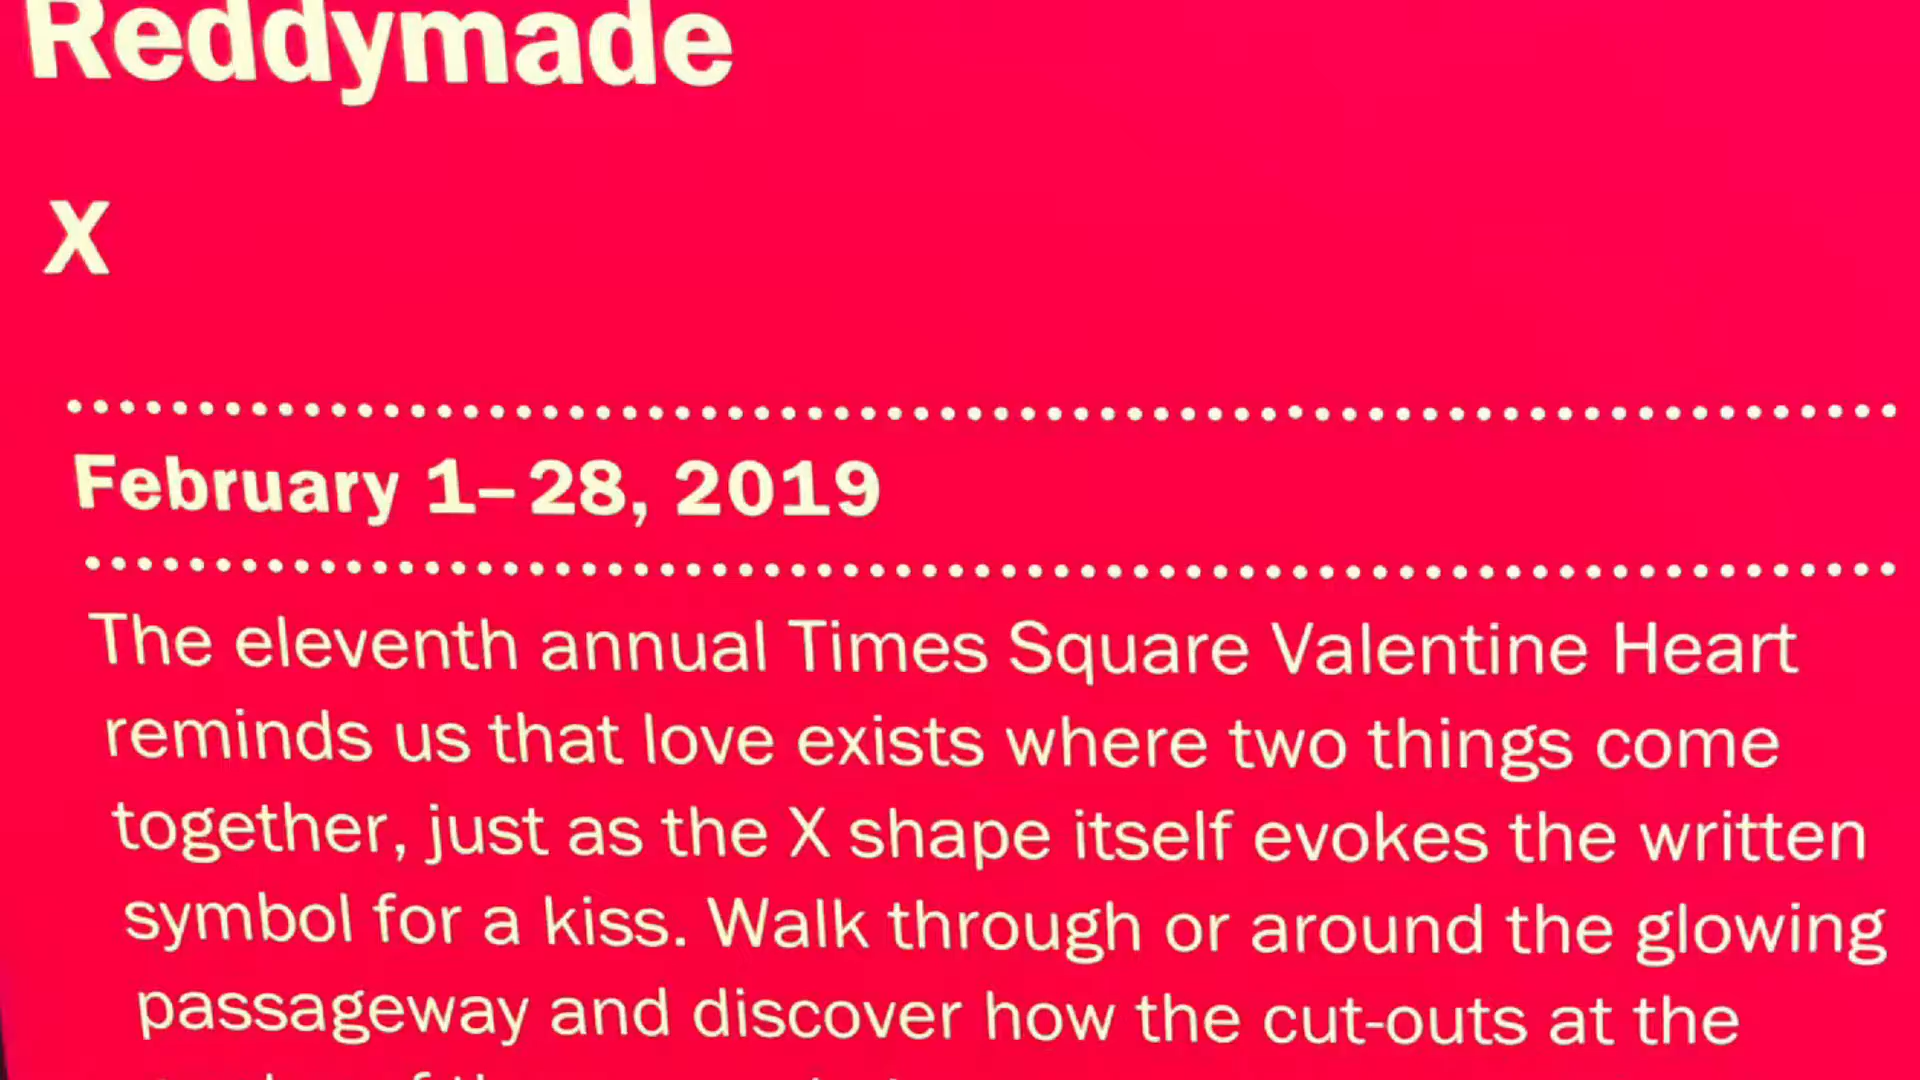 Reddymade
X
February 1–28, 2019
The eleventh annual Times Square Valentine Heart
reminds us that love exists where two things come
together, just as the X shape itself evokes the written
symbol for a kiss. Walk through or around the glowing
passageway and discover how the cut-outs at the